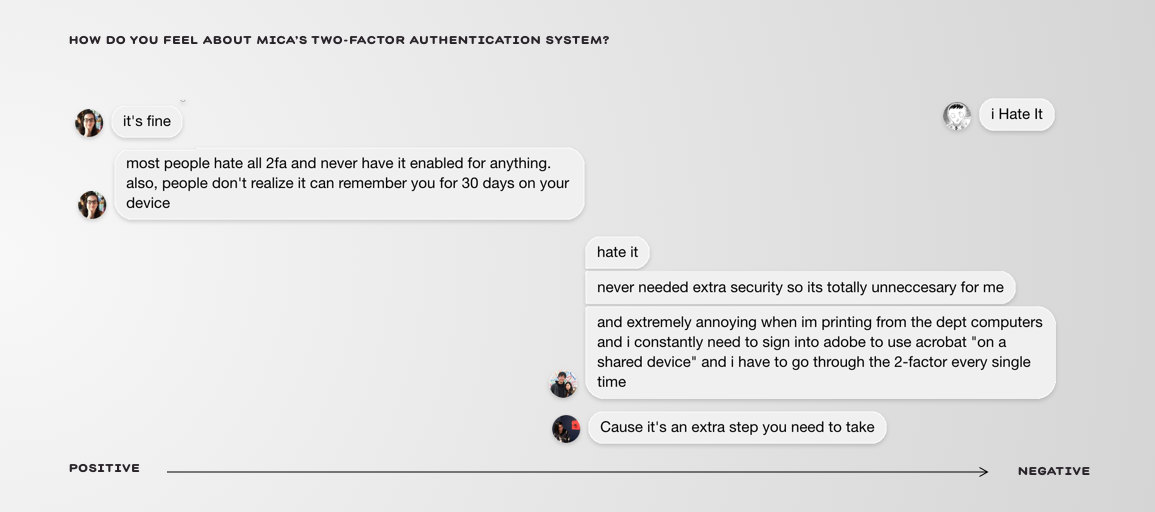 HOW DO YOU FEEL ABOUT MICA'S TWO-FACTOR AUTHENTICATION SYSTEM?
it's fine
i Hate It
most people hate all 2fa and never have it enabled for anything.
also, people don't realize it can remember you for 30 days on your
device
hate it
never needed extra security so its totally unneccesary for me
and extremely annoying when im printing from the dept computers
and i constantly need to sign into adobe to use acrobat "on a
shared device" and i have to go through the 2-factor every single
time
Cause it's an extra step you need to take
POSITIVE
NEGATIVE